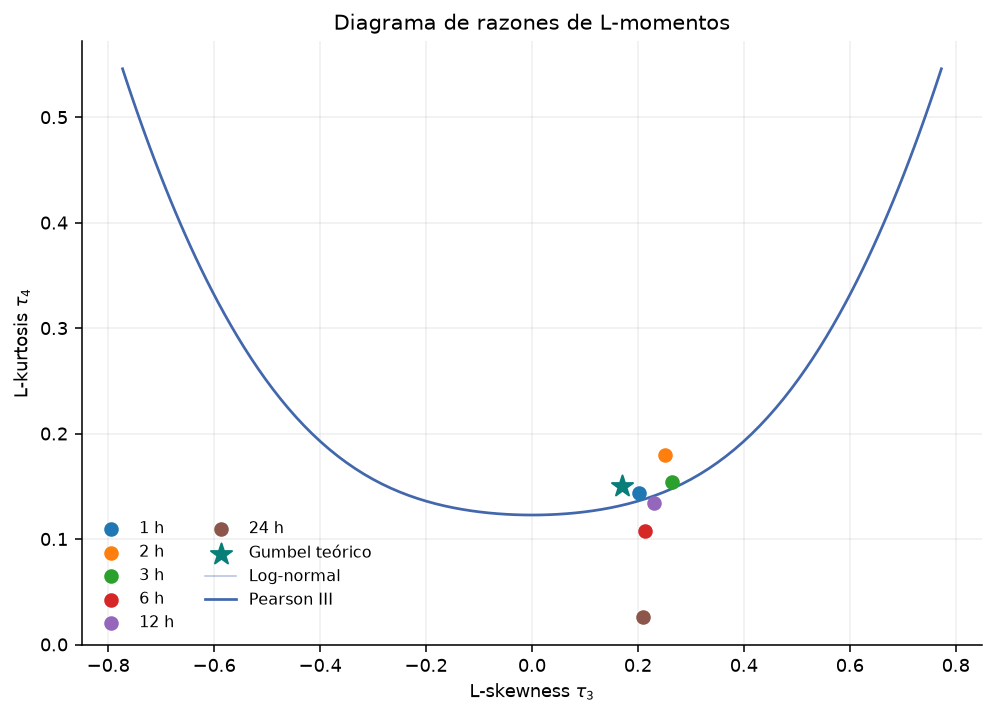 Diagrama de razones de L-momentos
L-kurtosis τ4
0.5
0.4
0.3
0.2
0.1
0.0
1 h
2 h
3 h
6 h
12 h
24 h
Gumbel teórico
Log-normal
Pearson III
−0.8 −0.6 −0.4 −0.2 0.0 0.2 0.4 0.6 0.8
L-skewness τ3